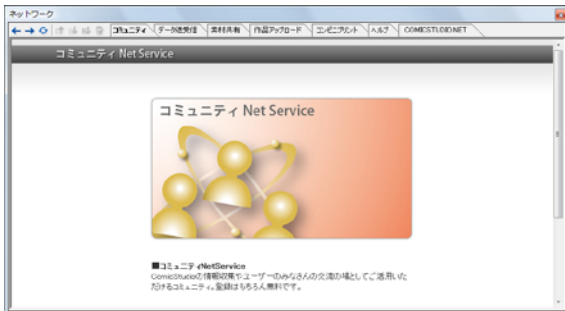 ネットワーク
コミュニティ データ送受信 素材共有 作品アップロード コンビニプリント ヘルプ COMICSTUDIO.NET
コミュニティ Net Service
コミュニティ Net Service
■コミュニティNetService
ComicStudioの情報収集やユーザーのみなさんの交流の場としてご活用いた
だけるコミュニティ。登録はもちろん無料です。